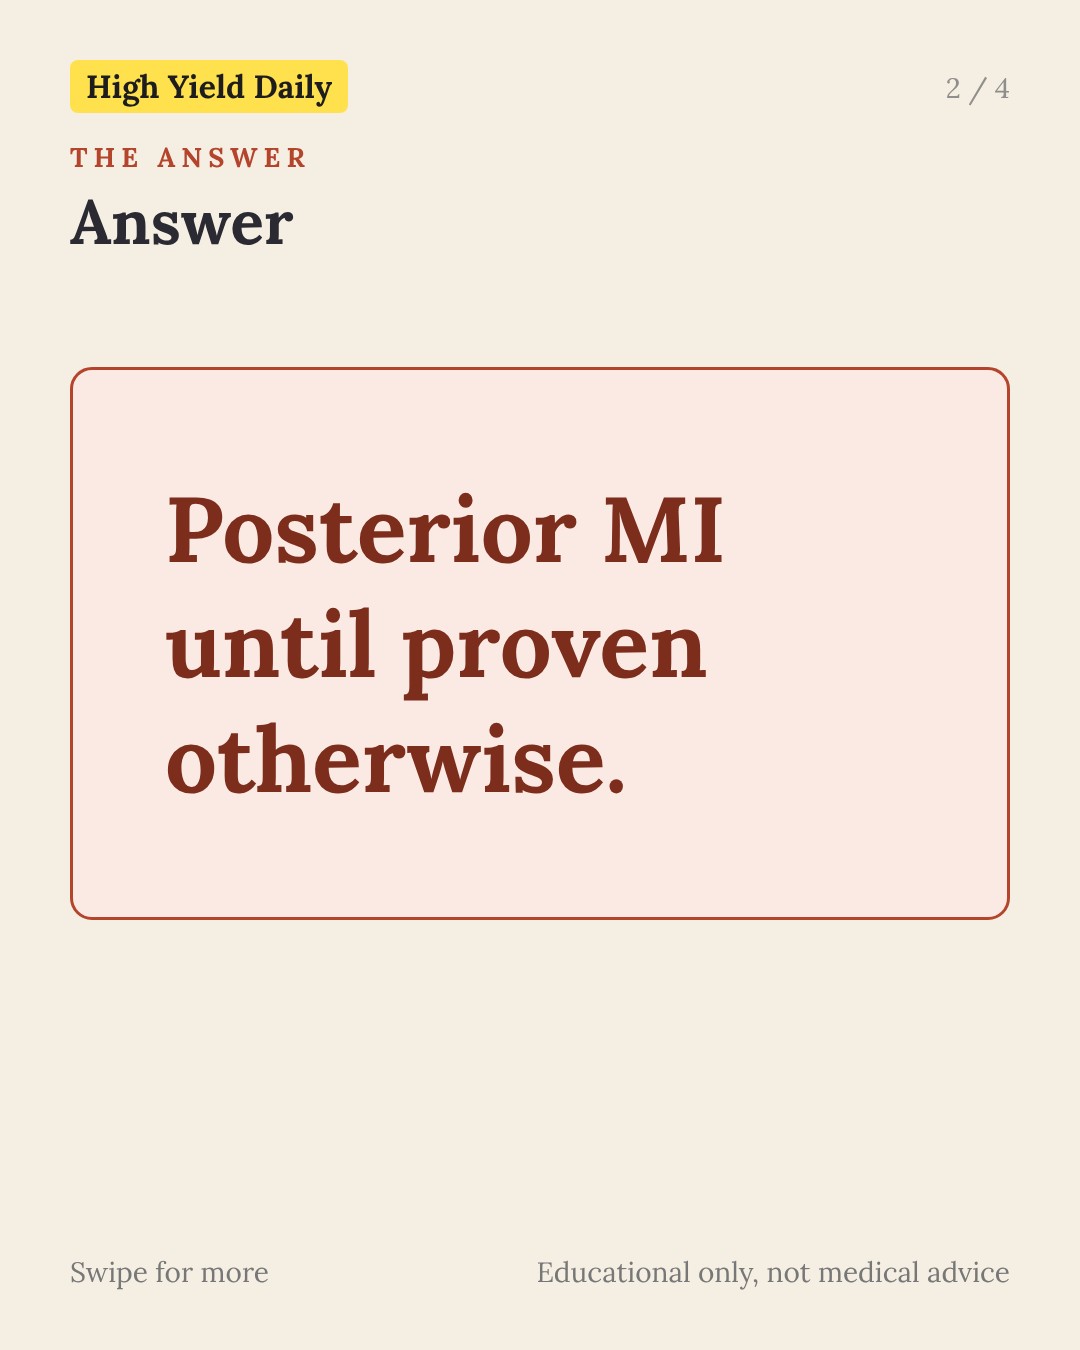 High Yield Daily
2 / 4
THE ANSWER
Answer
Posterior MI
until proven
otherwise.
Swipe for more
Educational only, not medical advice